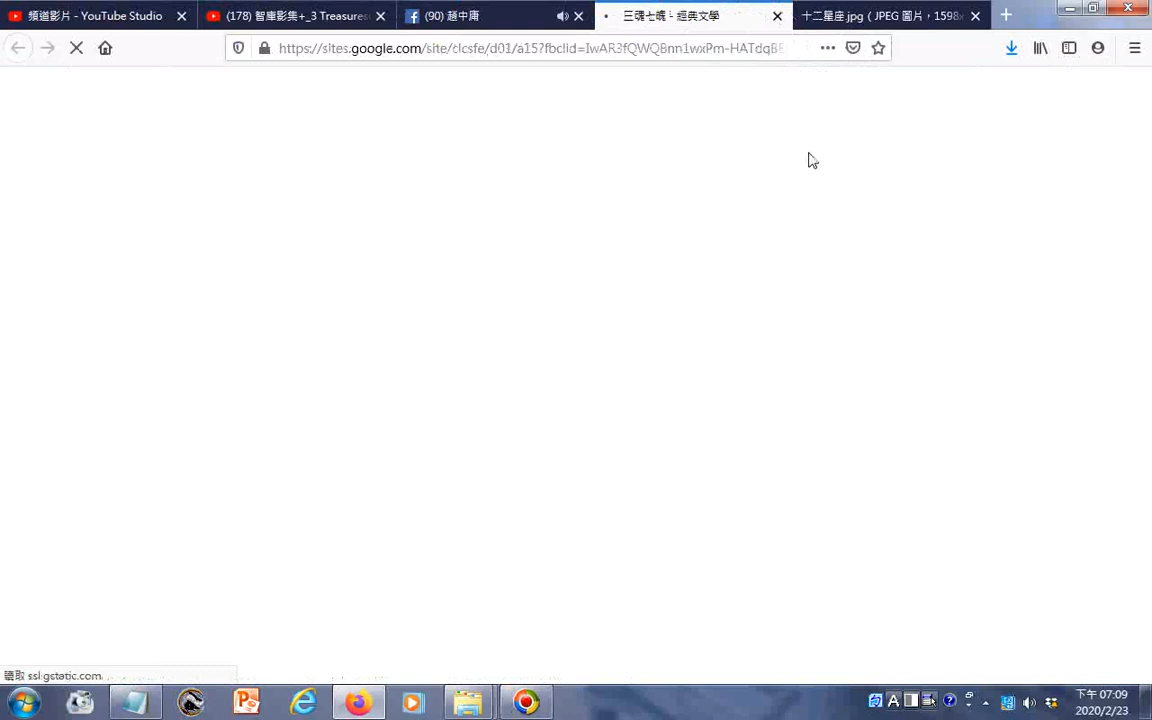 頻道影片 - YouTube Studio
(178) 智庫影集+_3 Treasures
(90) 趙中庸
三魂七魄 - 經典文學
十二星座.jpg (JPEG 圖片，1598
https://sites.google.com/site/clcsfe/d01/a15?fbclid=IwAR3fQWQBnn1wxPm-HATdqB
讀取 ssl.gstatic.com
下午 07:09
2020/2/23